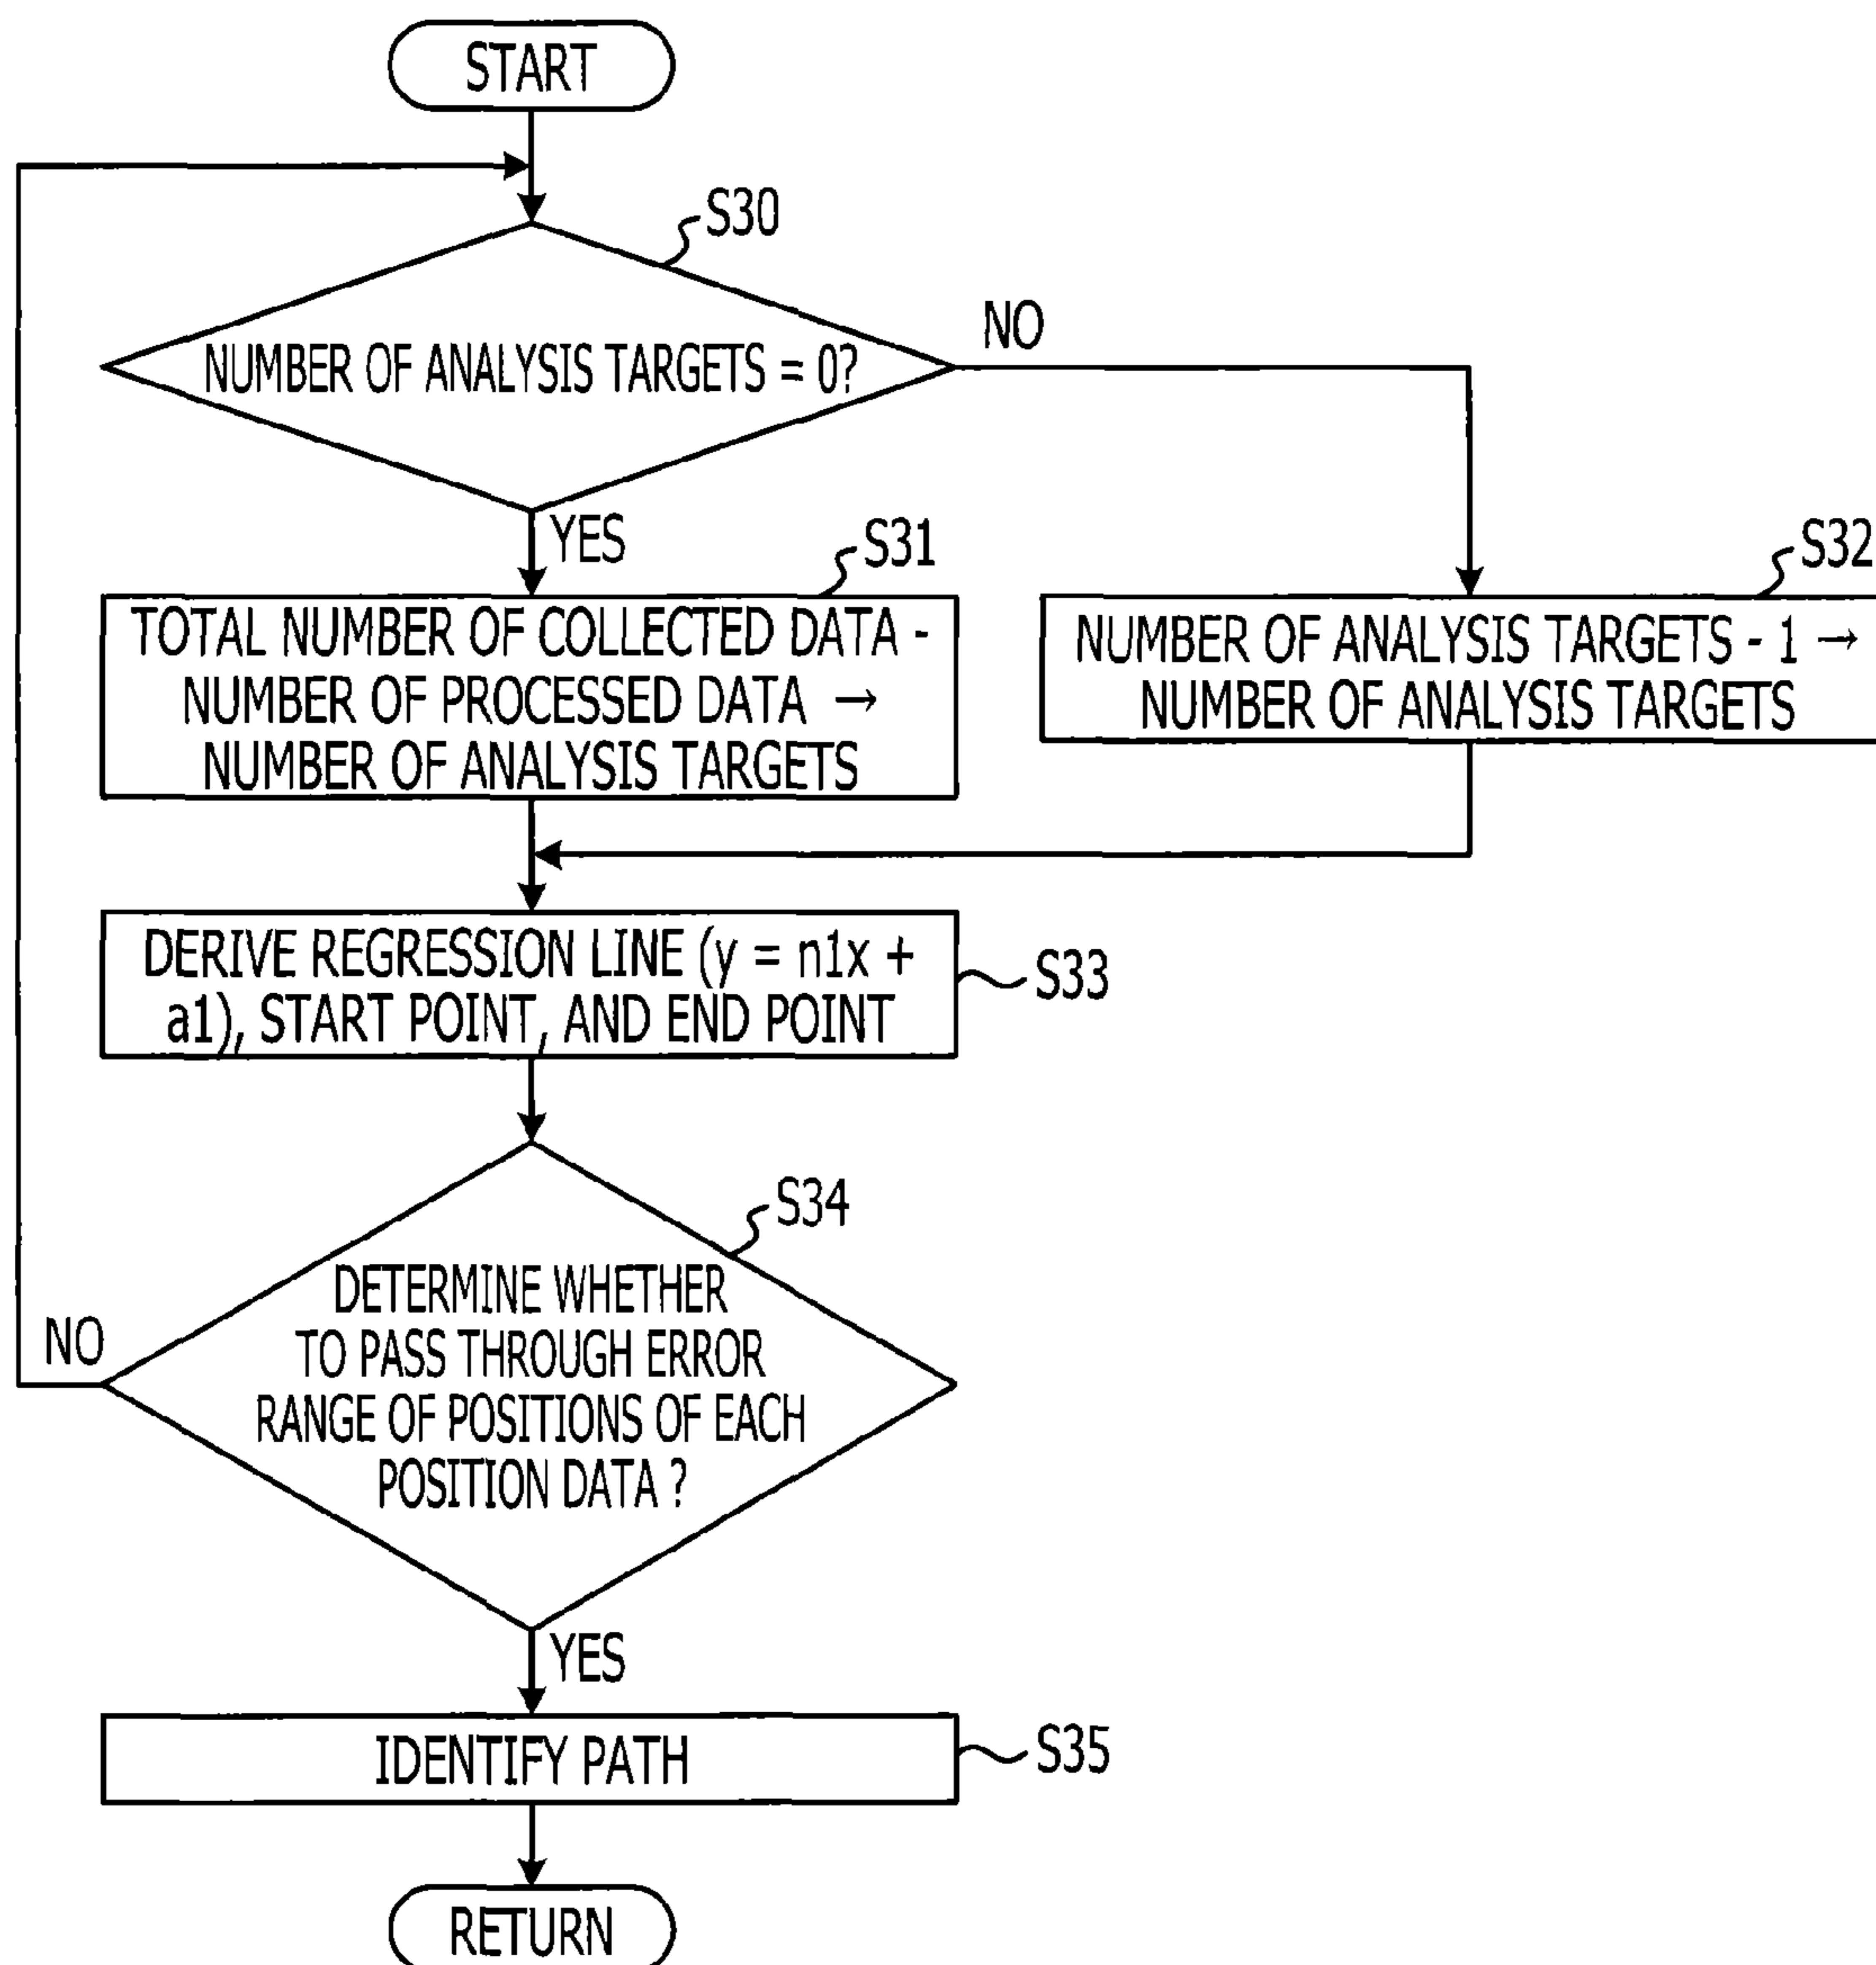 START
S30
NUMBER OF ANALYSIS TARGETS = 0?
NO
YES
S31
TOTAL NUMBER OF COLLECTED DATA -
NUMBER OF PROCESSED DATA →
NUMBER OF ANALYSIS TARGETS
S32
NUMBER OF ANALYSIS TARGETS - 1 →
NUMBER OF ANALYSIS TARGETS
DERIVE REGRESSION LINE (y = n1x +
a1), START POINT, AND END POINT
S33
S34
DETERMINE WHETHER
TO PASS THROUGH ERROR
RANGE OF POSITIONS OF EACH
POSITION DATA ?
NO
YES
IDENTIFY PATH
S35
RETURN